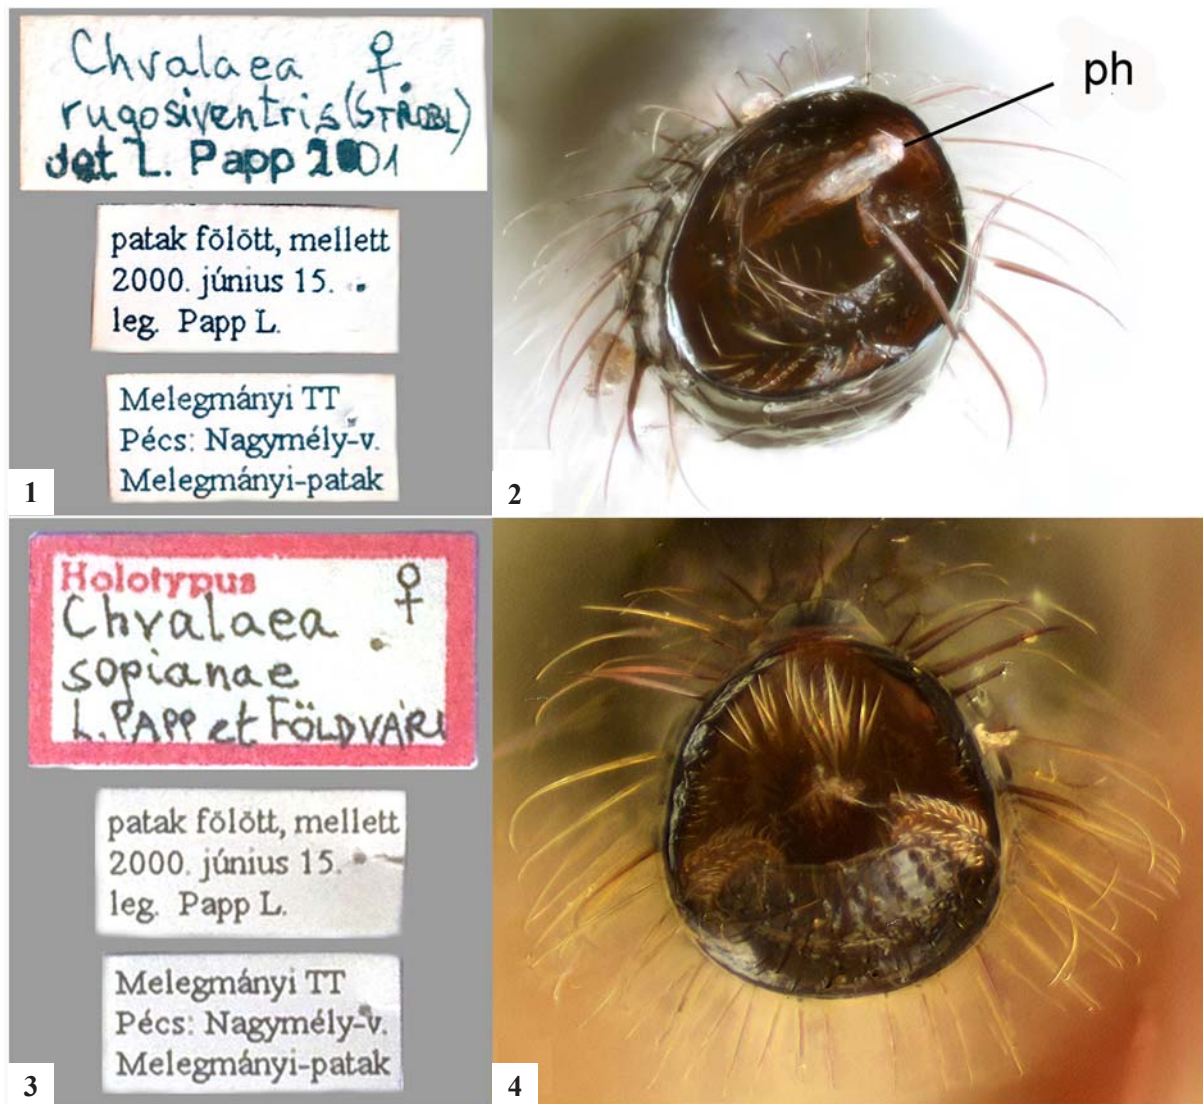 Chvalaea ♀
rugosiventris (STROBL)
det L. Papp 2001
patak fölött, mellett
2000. június 15.
leg. Papp L.
Melegmányi TT
Pécs: Nagymély-v.
Melegmányi-patak
1
ph
2
Holotypus
Chvalaea ♀
sopianae
L. PAPP et FÖLDVÁRI
patak fölött, mellett
2000. június 15.
leg. Papp L.
Melegmányi TT
Pécs: Nagymély-v.
Melegmányi-patak
3
4